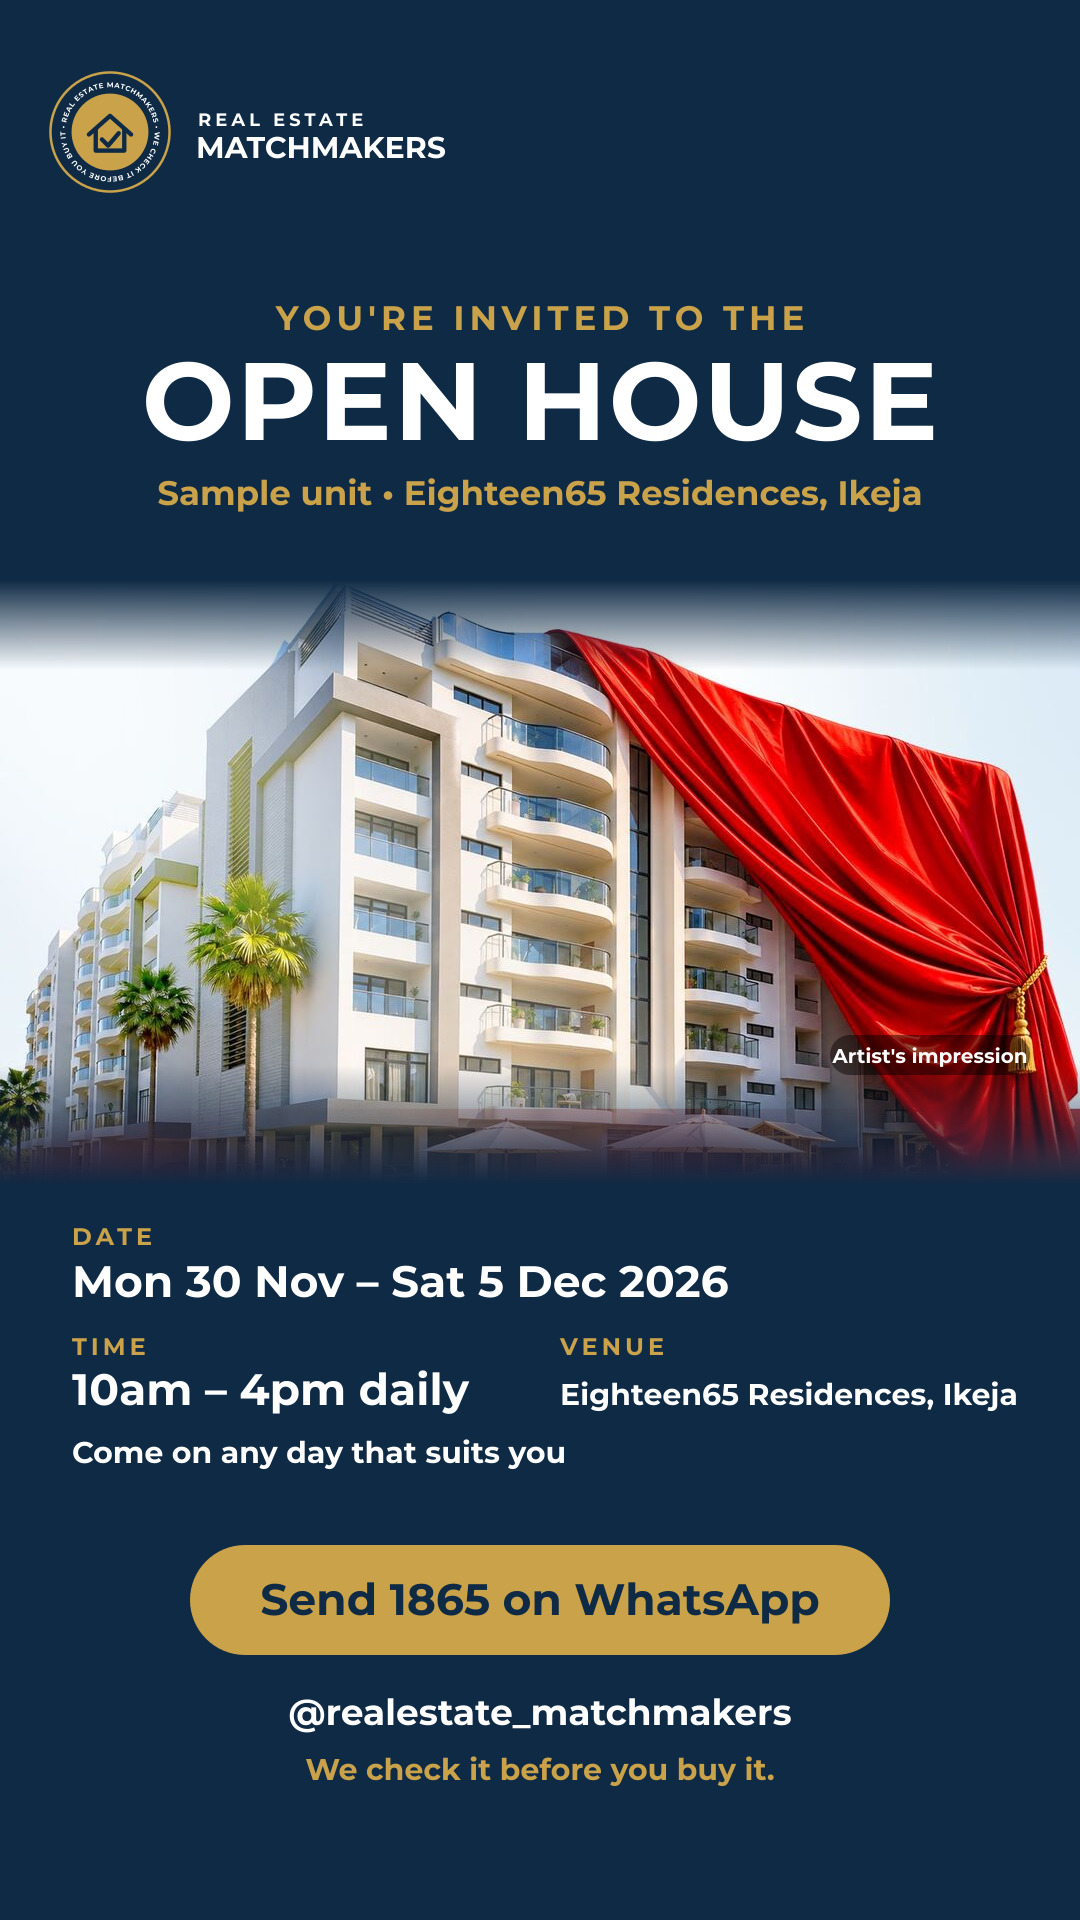 REAL ESTATE MATCHMAKERS • WE CHECK IT BEFORE YOU BUY IT •
REAL ESTATE
MATCHMAKERS
YOU'RE INVITED TO THE
OPEN HOUSE
Sample unit • Eighteen65 Residences, Ikeja
Artist's impression
DATE
Mon 30 Nov – Sat 5 Dec 2026
TIME
10am – 4pm daily
VENUE
Eighteen65 Residences, Ikeja
Come on any day that suits you
Send 1865 on WhatsApp
@realestate_matchmakers
We check it before you buy it.